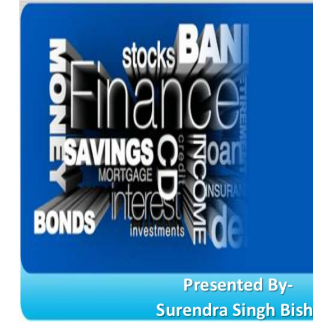 stocks BAN
MONEY
Finance
RETIREMENT
SAVINGS CD credit loan
MORTGAGE
INCOME
INSURA
interest
BONDS
investments
de
Presented By-
Surendra Singh Bish